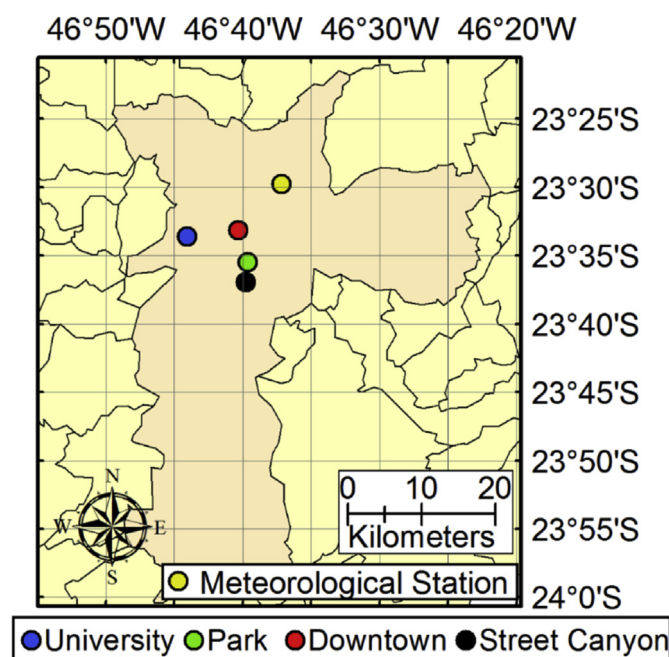 46°50'W 46°40'W 46°30'W 46°20'W
23°25'S
23°30'S
23°35'S
23°40'S
23°45'S
23°50'S
23°55'S
24°0'S
0 10 20
Kilometers
N
W E
S
Meteorological Station
University Park Downtown Street Canyon